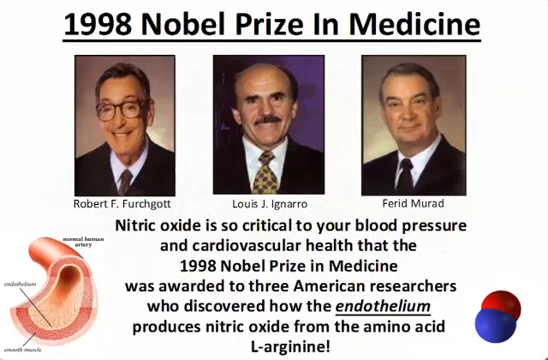 1998 Nobel Prize In Medicine
Robert F. Furchgott
Louis J. Ignarro
Ferid Murad
Nitric oxide is so critical to your blood pressure
and cardiovascular health that the
1998 Nobel Prize in Medicine
was awarded to three American researchers
who discovered how the endothelium
produces nitric oxide from the amino acid
L-arginine!
normal human
artery
endothelium
smooth muscle